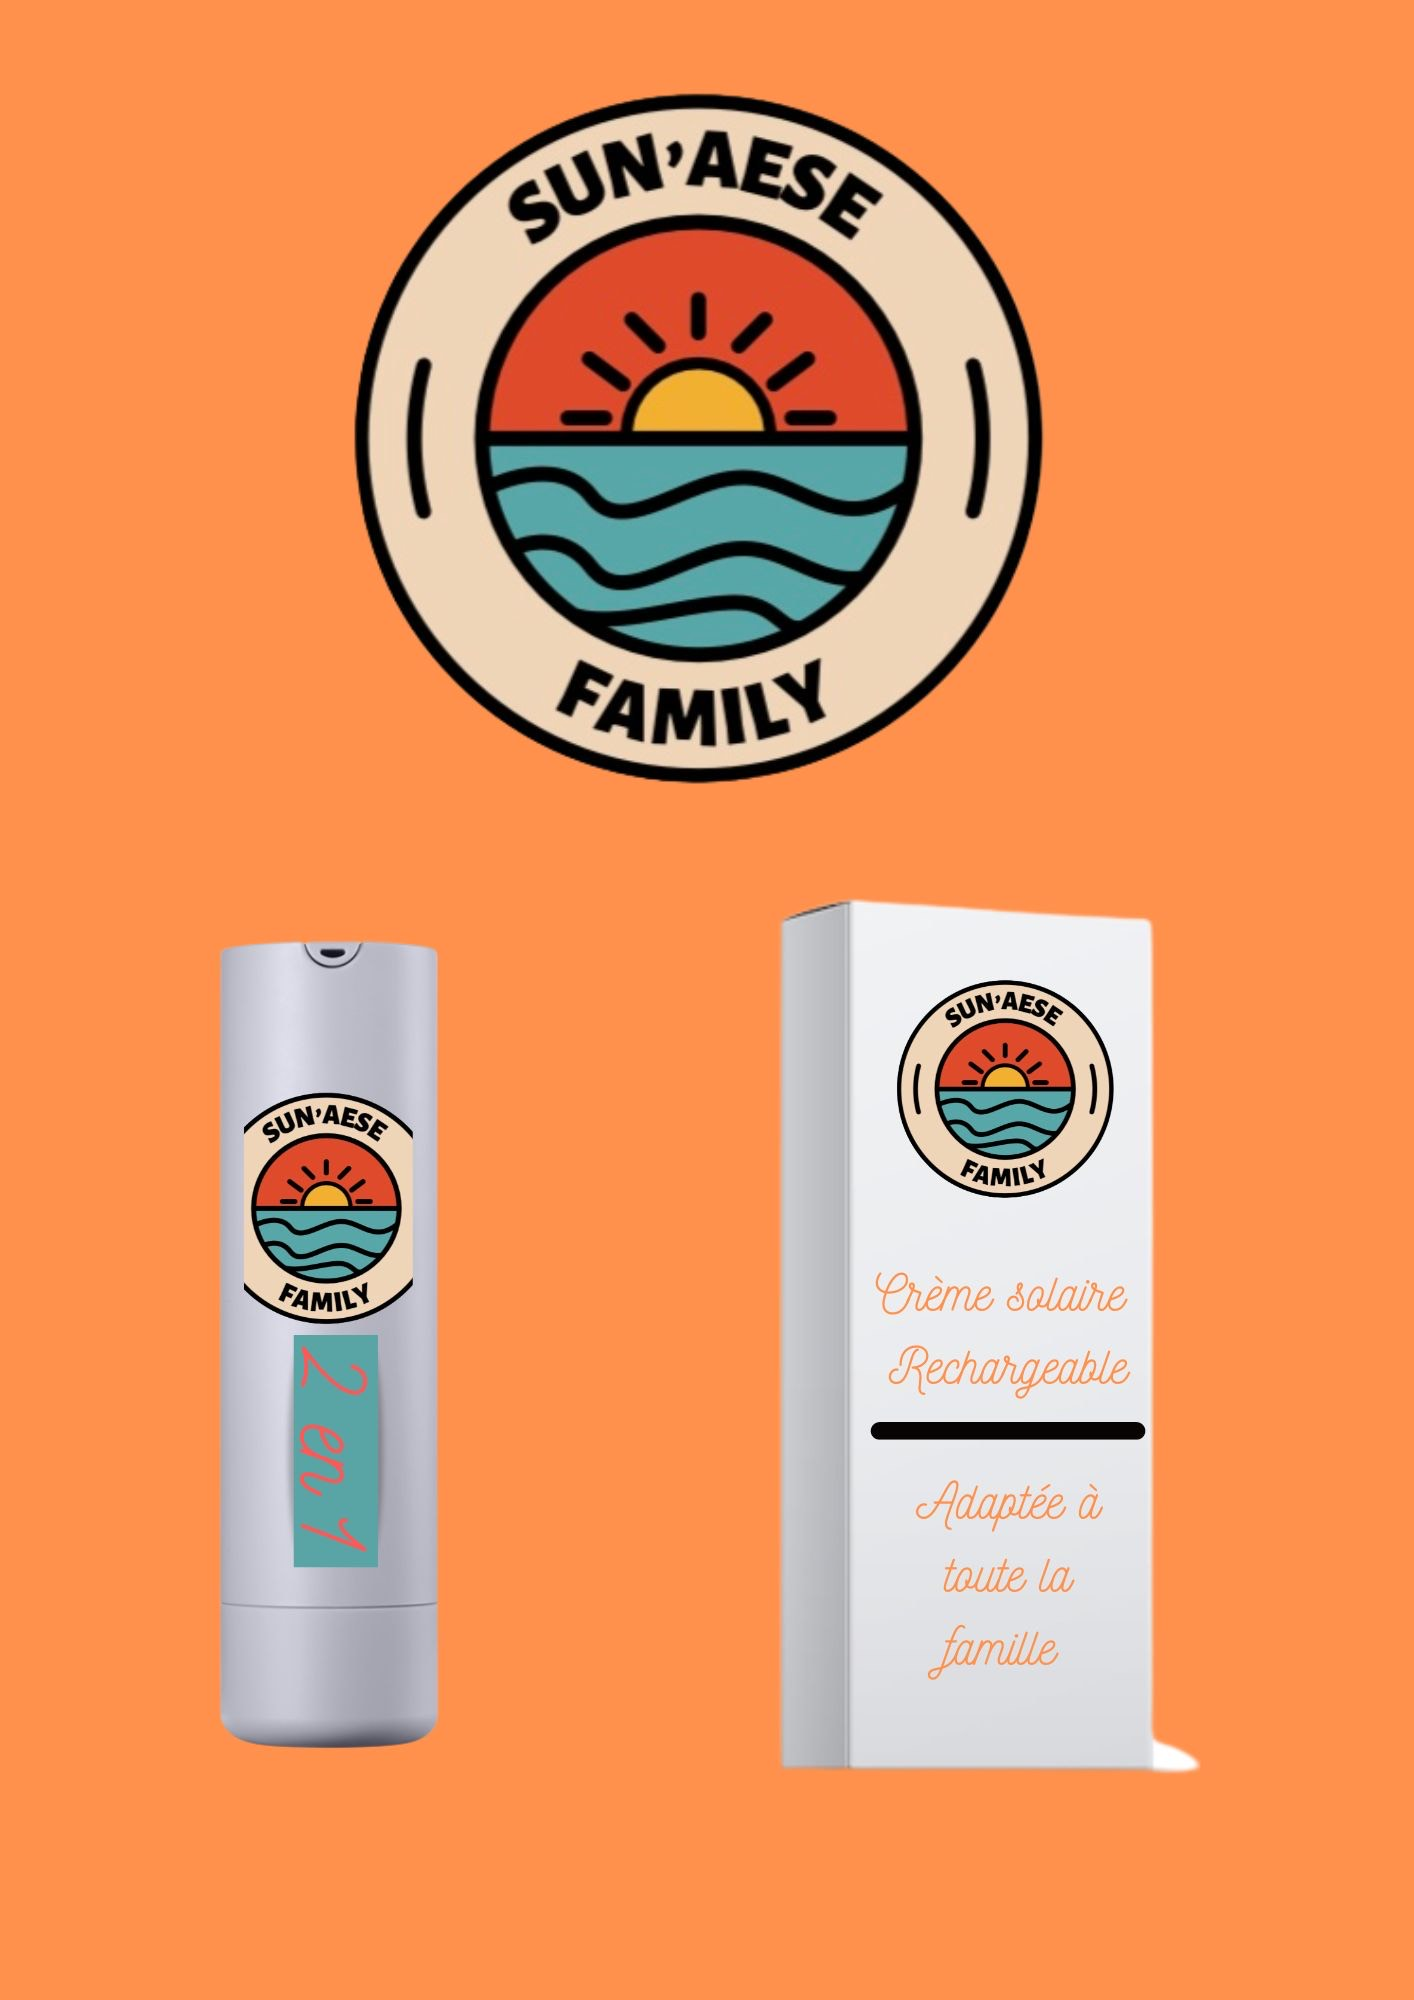 SUN'AESE
FAMILY
SUN'AESE
FAMILY
2 en 1
SUN'AESE
FAMILY
Crème solaire
Rechargeable
Adaptée à
toute la
famille